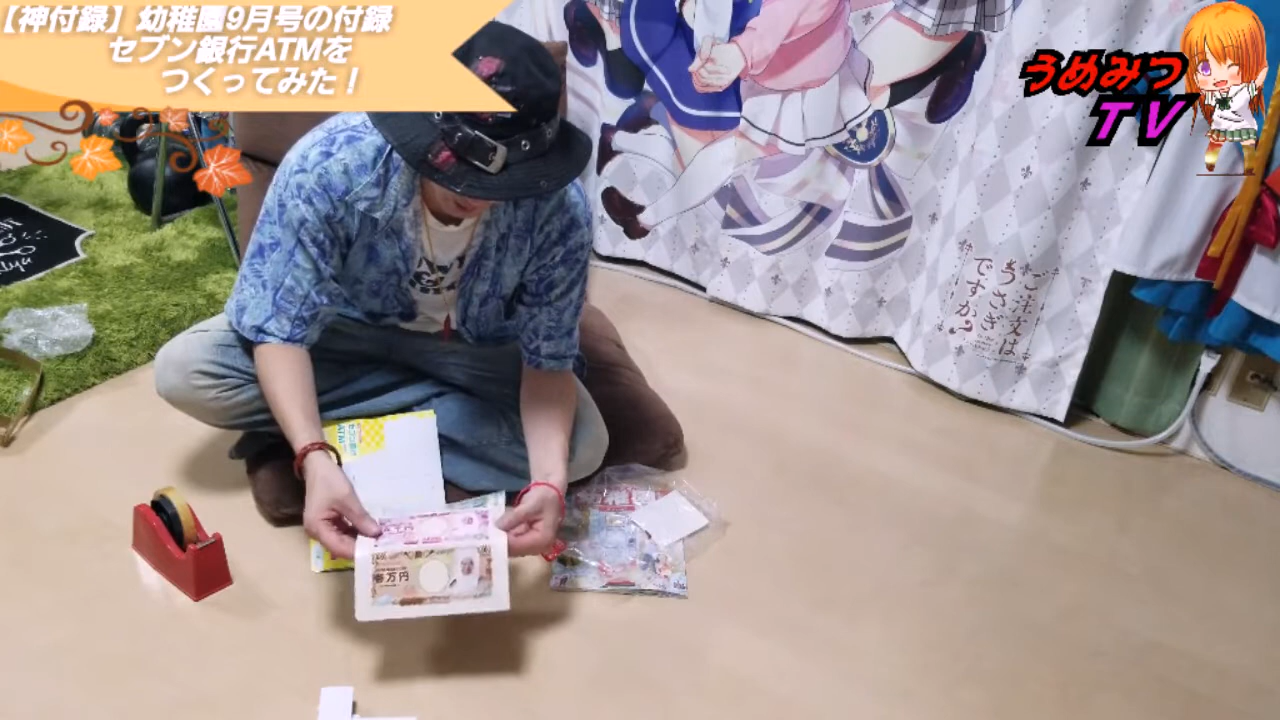 【神付録】幼稚園9月号の付録
セブン銀行ATMを
つくってみた！
うめみつ
TV
ご注文は
うさぎ
ですか?
ATM
壱万円